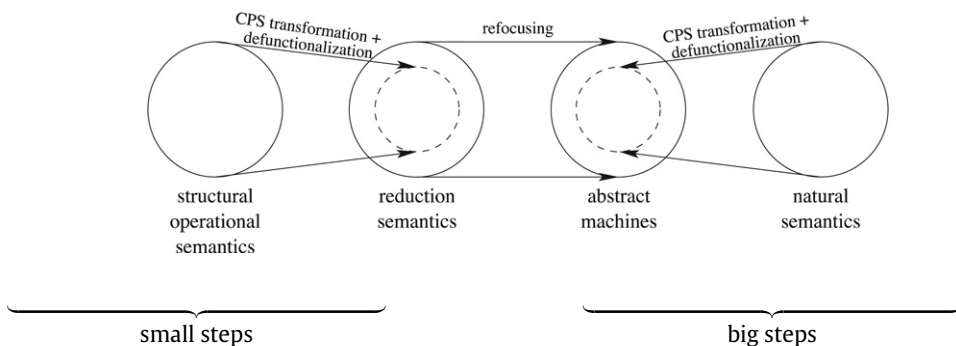 CPS transformation +
defunctionalization
refocusing
CPS transformation +
defunctionalization
structural
operational
semantics
reduction
semantics
abstract
machines
natural
semantics
small steps
big steps